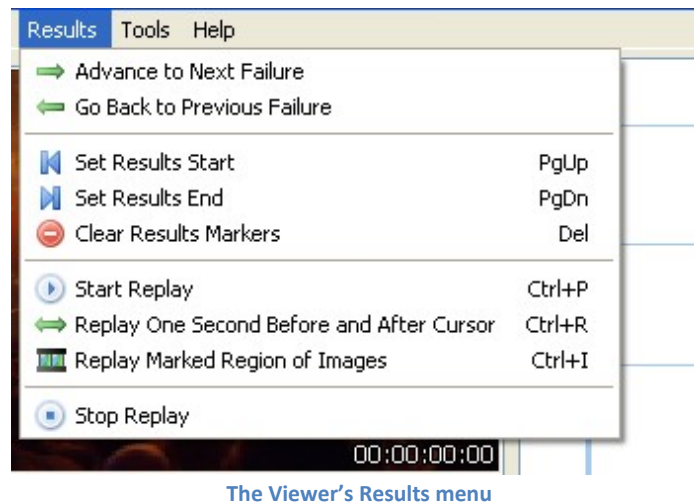 Results Tools Help
Advance to Next Failure
Go Back to Previous Failure
Set Results Start PgUp
Set Results End PgDn
Clear Results Markers Del
Start Replay Ctrl+P
Replay One Second Before and After Cursor Ctrl+R
Replay Marked Region of Images Ctrl+I
Stop Replay
00:00:00:00
The Viewer's Results menu